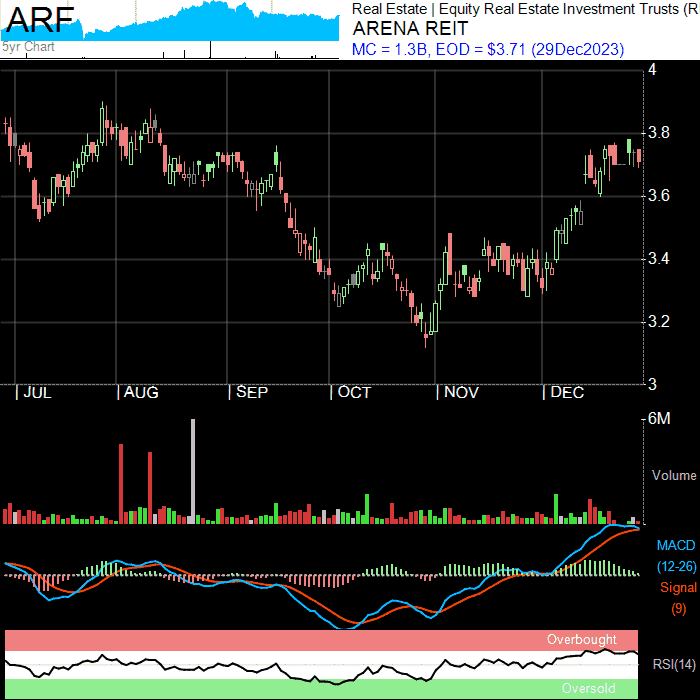 ARF
5yr Chart
Real Estate | Equity Real Estate Investment Trusts (R
ARENA REIT
MC = 1.3B, EOD = $3.71 (29Dec2023)
4
3.8
3.6
3.4
3.2
3
| JUL | AUG | SEP | OCT | NOV | DEC
6M
Volume
MACD
(12-26)
Signal
(9)
Overbought
RSI(14)
Oversold